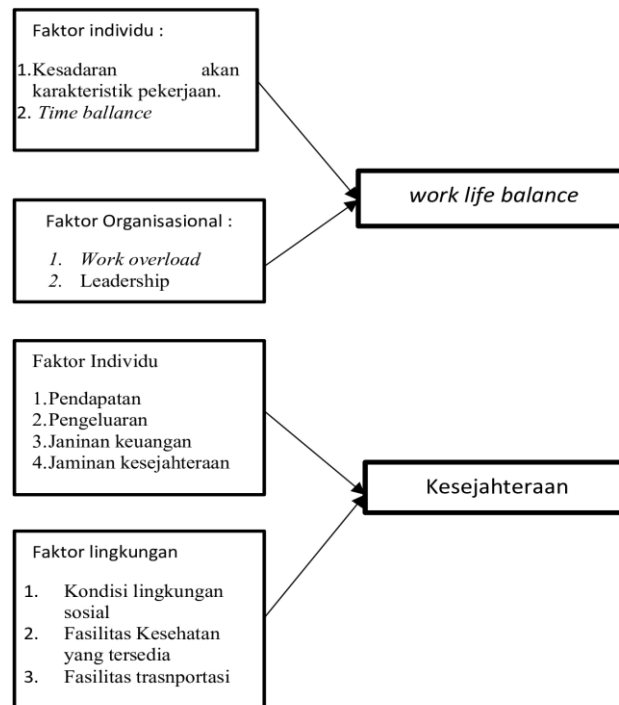 Faktor individu :
1.Kesadaran akan
karakteristik pekerjaan.
2. Time ballance
work life balance
Faktor Organisasional :
1. Work overload
2. Leadership
Faktor Individu
1.Pendapatan
2.Pengeluaran
3.Janinan keuangan
4.Jaminan kesejahteraan
Kesejahteraan
Faktor lingkungan
1. Kondisi lingkungan
sosial
2. Fasilitas Kesehatan
yang tersedia
3. Fasilitas trasnportasi